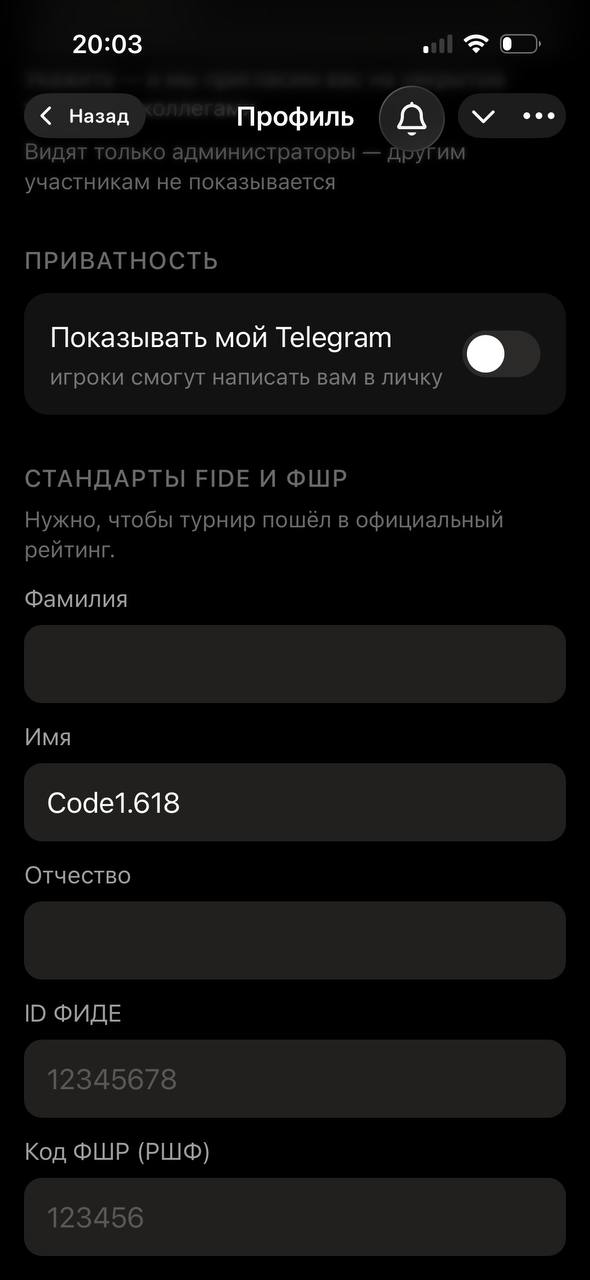 20:03
Назад
Профиль
коллегам
Видят только администраторы — другим
участникам не показывается
ПРИВАТНОСТЬ
Показывать мой Telegram
игроки смогут написать вам в личку
СТАНДАРТЫ FIDE И ФШР
Нужно, чтобы турнир пошёл в официальный
рейтинг.
Фамилия
Имя
Code1.618
Отчество
ID ФИДЕ
12345678
Код ФШР (РШФ)
123456